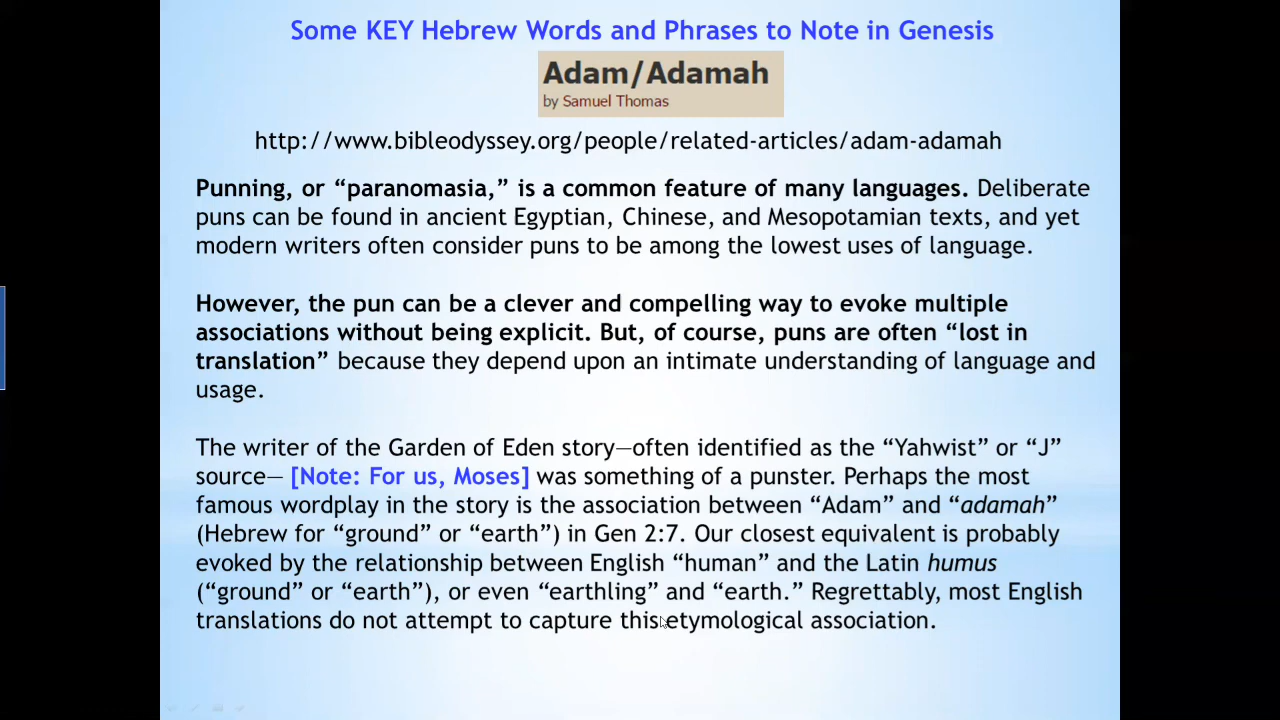 Some KEY Hebrew Words and Phrases to Note in Genesis
Adam/Adamah
by Samuel Thomas
http://www.bibleodyssey.org/people/related-articles/adam-adamah
Punning, or “paranomasia,” is a common feature of many languages. Deliberate
puns can be found in ancient Egyptian, Chinese, and Mesopotamian texts, and yet
modern writers often consider puns to be among the lowest uses of language.
However, the pun can be a clever and compelling way to evoke multiple
associations without being explicit. But, of course, puns are often “lost in
translation” because they depend upon an intimate understanding of language and
usage.
The writer of the Garden of Eden story—often identified as the “Yahwist” or “J”
source— [Note: For us, Moses] was something of a punster. Perhaps the most
famous wordplay in the story is the association between “Adam” and “adamah”
(Hebrew for “ground” or “earth”) in Gen 2:7. Our closest equivalent is probably
evoked by the relationship between English “human” and the Latin humus
(“ground” or “earth”), or even “earthling” and “earth.” Regrettably, most English
translations do not attempt to capture this etymological association.